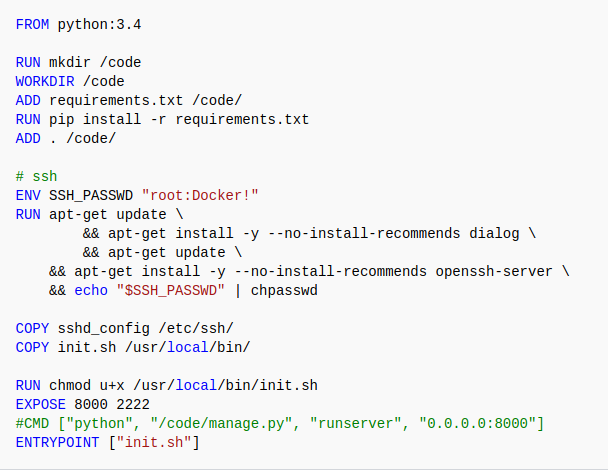 FROM python:3.4
RUN mkdir /code
WORKDIR /code
ADD requirements.txt /code/
RUN pip install -r requirements.txt
ADD . /code/
# ssh
ENV SSH_PASSWD "root:Docker!"
RUN apt-get update \
        && apt-get install -y --no-install-recommends dialog \
        && apt-get update \
    && apt-get install -y --no-install-recommends openssh-server \
    && echo "$SSH_PASSWD" | chpasswd
COPY sshd_config /etc/ssh/
COPY init.sh /usr/local/bin/
RUN chmod u+x /usr/local/bin/init.sh
EXPOSE 8000 2222
#CMD ["python", "/code/manage.py", "runserver", "0.0.0.0:8000"]
ENTRYPOINT ["init.sh"]